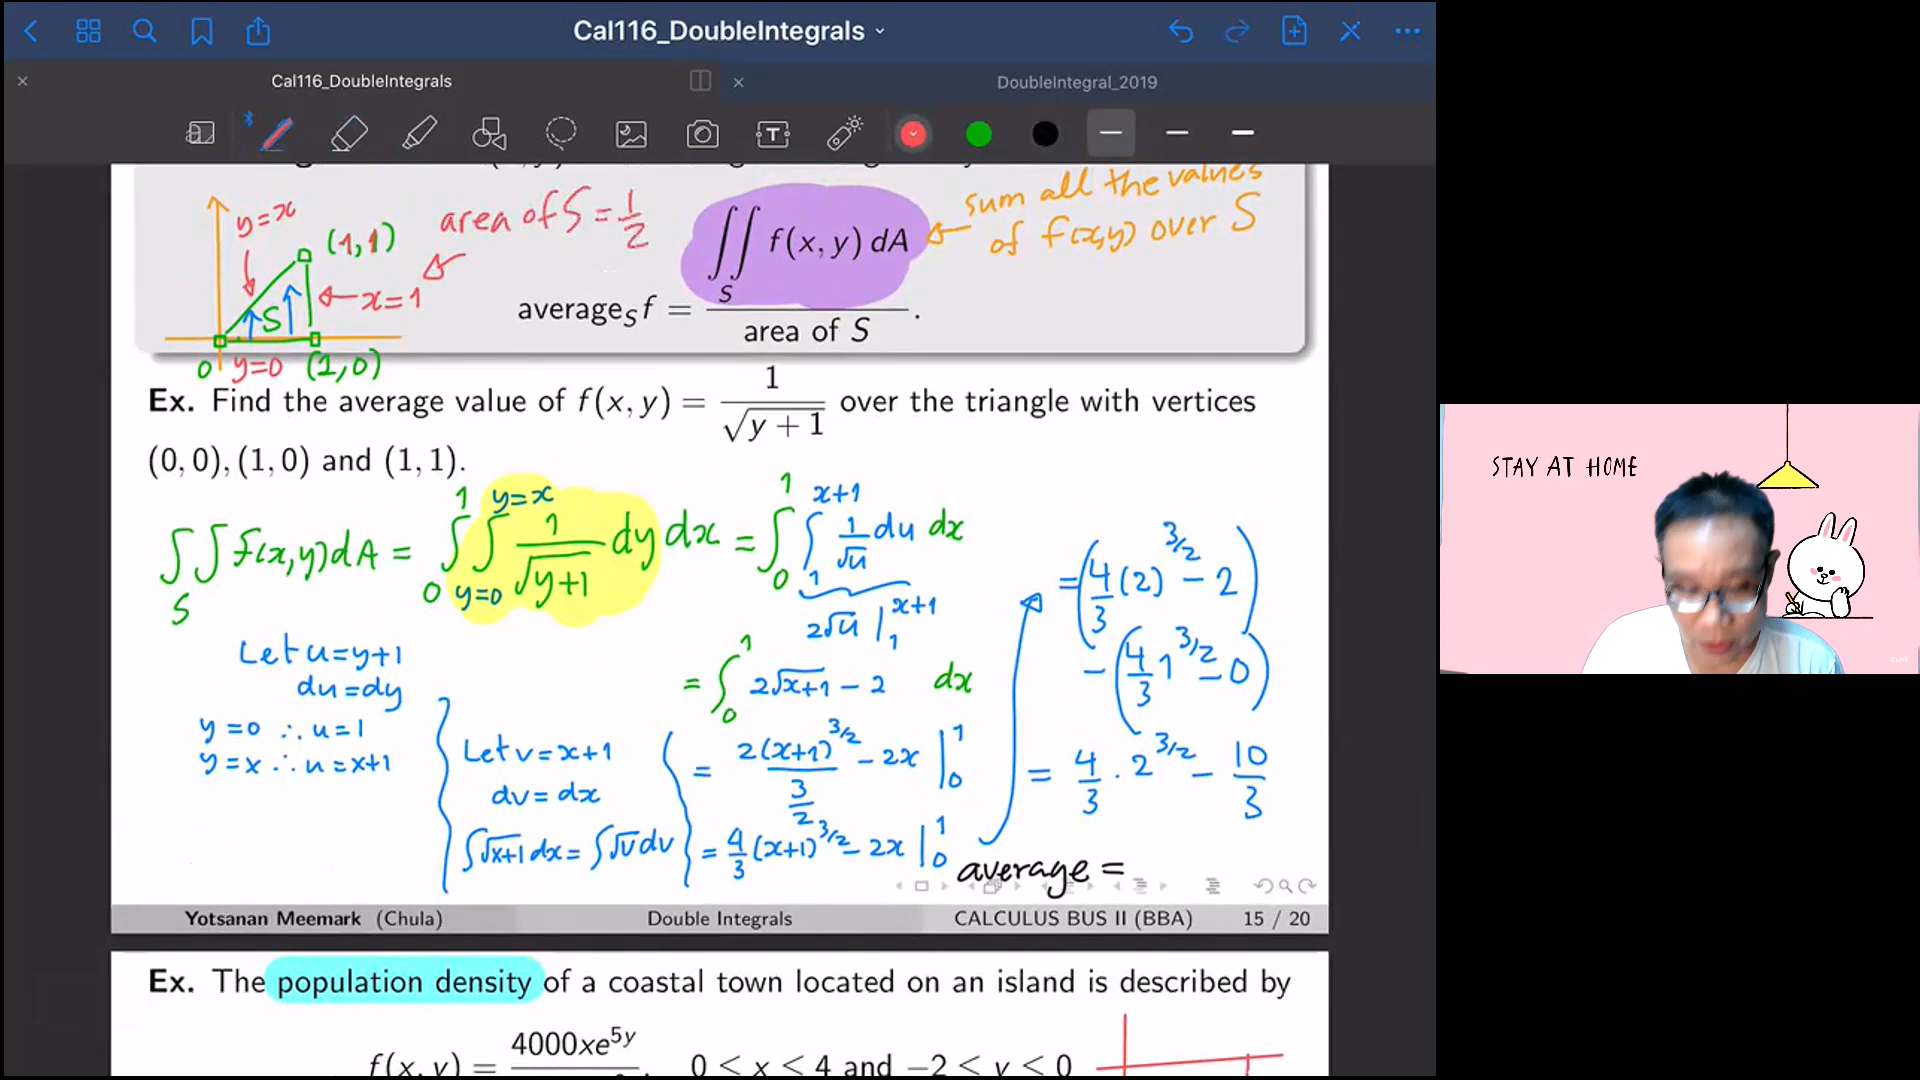 Cal116_DoubleIntegrals
Cal116_DoubleIntegrals
DoubleIntegral_2019
sum all the values
of f(x,y) over S
y=x
(1,1)
area of S = 1/2
x=1
S
0 y=0 (1,0)
average_S f = ∬_S f(x, y) dA / area of S .
Ex. Find the average value of f(x, y) = 1/√(y + 1) over the triangle with vertices
(0, 0), (1, 0) and (1, 1).
∫∫_S f(x,y)dA = ∫_0^1 ∫_{y=0}^{y=x} 1/√(y+1) dy dx = ∫_0^1 ∫_1^{x+1} 1/√u du dx
2√u |_1^{x+1}
Let u=y+1
du=dy
y=0 ∴ u=1
y=x ∴ u=x+1
= ∫_0^1 2√(x+1) - 2 dx
Let v=x+1
dv=dx
∫√(x+1) dx = ∫√v dv
= 2(x+1)^{3/2} / (3/2) - 2x |_0^1
= 4/3 (x+1)^{3/2} - 2x |_0^1
= (4/3 (2)^{3/2} - 2)
- (4/3 1^{3/2} - 0)
= 4/3 · 2^{3/2} - 10/3
average =
Yotsanan Meemark (Chula) Double Integrals CALCULUS BUS II (BBA) 15 / 20
Ex. The population density of a coastal town located on an island is described by
4000xe^{5y}
0 < x < 4 and −2 < y < 0
STAY AT HOME